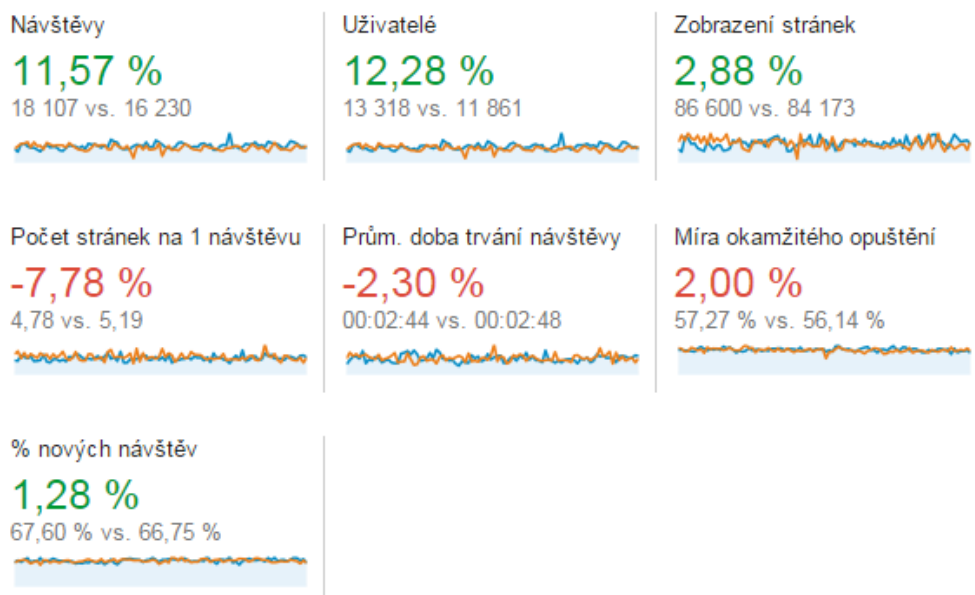 Návštěvy
11,57 %
18 107 vs. 16 230
Uživatelé
12,28 %
13 318 vs. 11 861
Zobrazení stránek
2,88 %
86 600 vs. 84 173
Počet stránek na 1 návštěvu
-7,78 %
4,78 vs. 5,19
Prům. doba trvání návštěvy
-2,30 %
00:02:44 vs. 00:02:48
Míra okamžitého opuštění
2,00 %
57,27 % vs. 56,14 %
% nových návštěv
1,28 %
67,60 % vs. 66,75 %